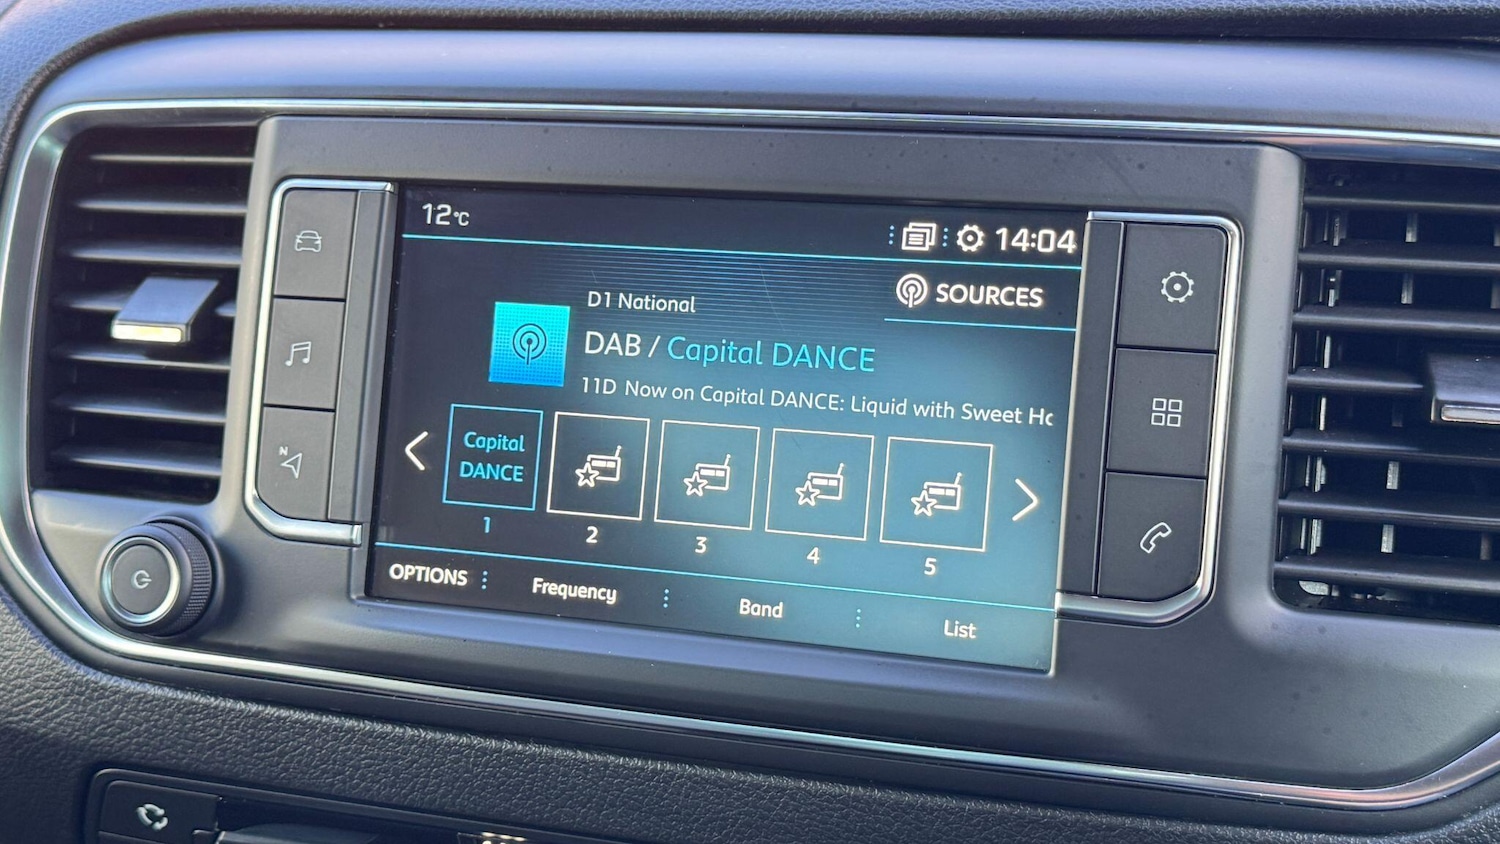 12°C
14:04
SOURCES
D1 National
DAB / Capital DANCE
11D Now on Capital DANCE: Liquid with Sweet Hc
Capital
DANCE
1
2
3
4
5
OPTIONS
Frequency
Band
List
N